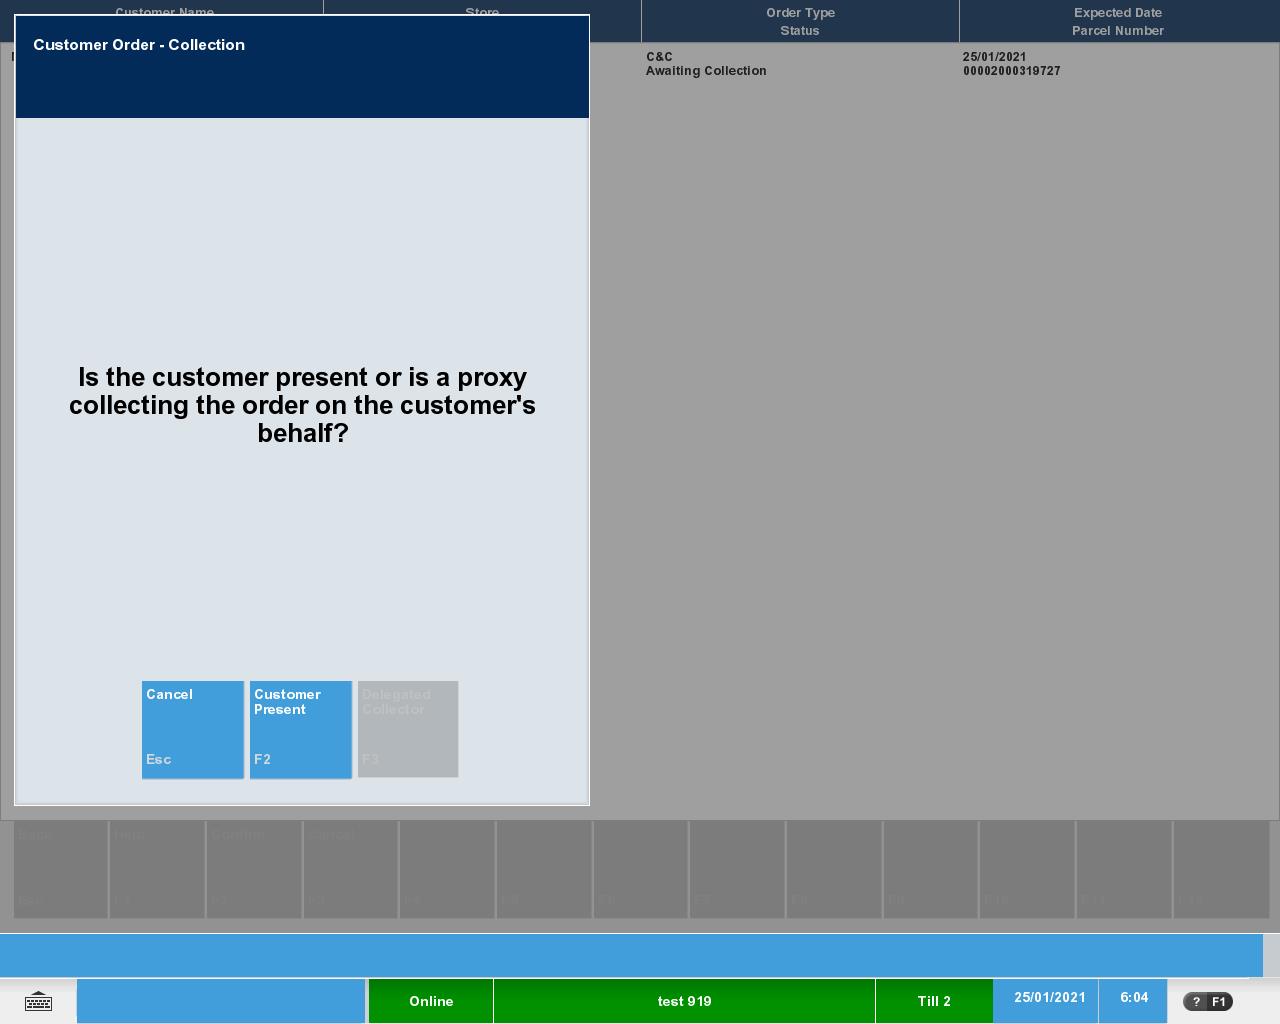 Customer Name
Store
Order Type
Status
Expected Date
Parcel Number
Customer Order - Collection
C&C
Awaiting Collection
25/01/2021
00002000319727
Is the customer present or is a proxy
collecting the order on the customer's
behalf?
Cancel
Esc
Customer
Present
F2
Delegated
Collector
F3
Online
test 919
Till 2
25/01/2021
6:04
? F1